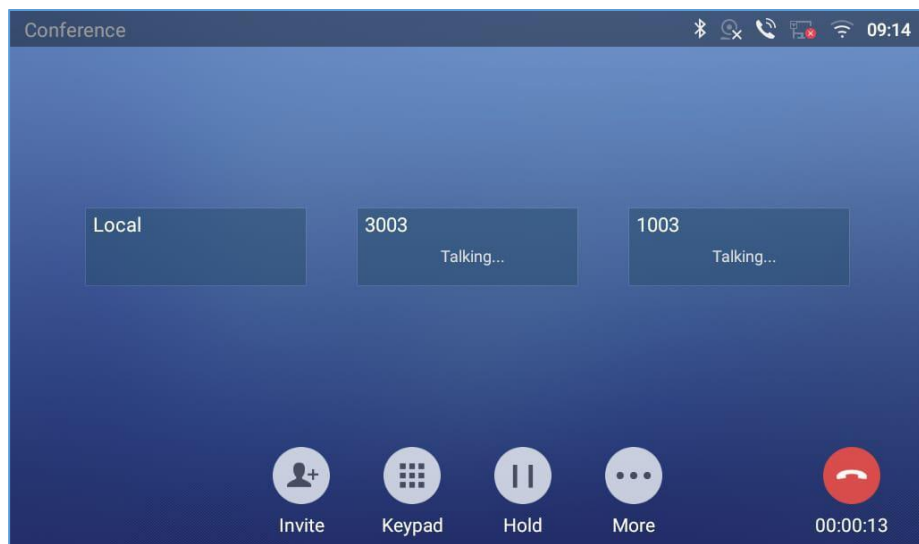 Conference 09:14
Local 3003 1003
Talking... Talking...
Invite Keypad Hold More 00:00:13